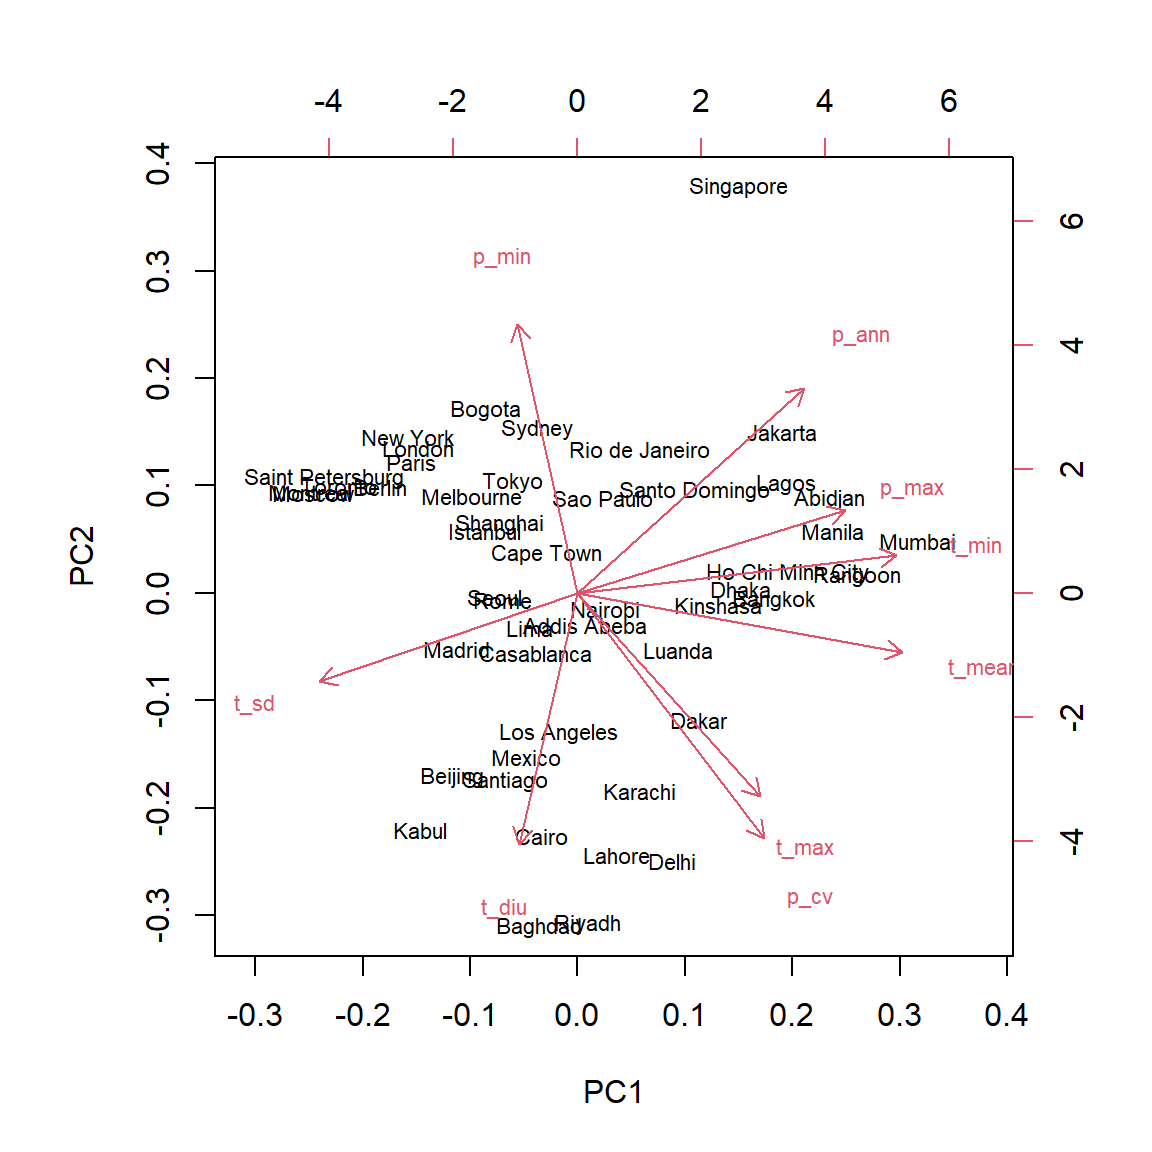 -4 -2 0 2 4 6
0.4
Singapore
6
p_min
0.3
p_ann
4
0.2
Bogota
Sydney
Jakarta
New York
London
Rio de Janeiro
Paris
2
Saint Petersburg
Tokyo
Lagos
0.1
Toronto
Berlin
Santo Domingo
p_max
Montreal
Moscow
Melbourne
Sao Paulo
Abidjan
Shanghai
Istanbul
Manila
Mumbai
t_min
Cape Town
Ho Chi Minh City
Rangoon
PC2
0.0
Dhaka
0
Seoul
Rome
Bangkok
Kinshasa
Nairobi
Addis Abeba
Lima
Madrid
Casablanca
Luanda
t_mean
-0.1
t_sd
Dakar
-2
Los Angeles
Mexico
Beijing
Santiago
Karachi
-0.2
Kabul
Cairo
t_max
-4
Lahore
Delhi
p_cv
t_diu
-0.3
Baghdad
Riyadh
-0.3 -0.2 -0.1 0.0 0.1 0.2 0.3 0.4
PC1